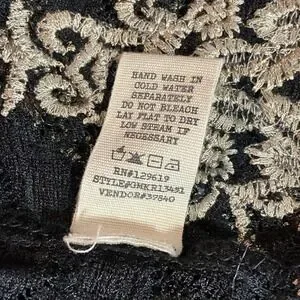 HAND WASH IN
COLD WATER
SEPARATELY
DO NOT BLEACH
LAY FLAT TO DRY
LOW STEAM IF
NECESSARY
RN#129619
STYLE#GMKR13451
VENDOR#37840